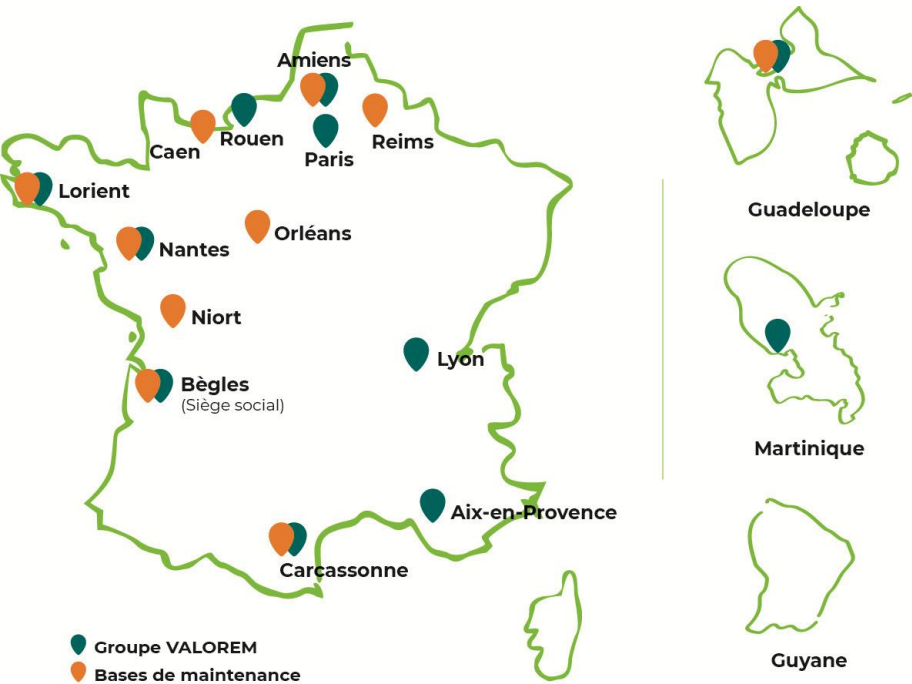 Amiens
Caen
Rouen
Paris
Reims
Lorient
Nantes
Orléans
Niort
Lyon
Bègles
(Siège social)
Aix-en-Provence
Carcassonne
Groupe VALOREM
Bases de maintenance
Guadeloupe
Martinique
Guyane